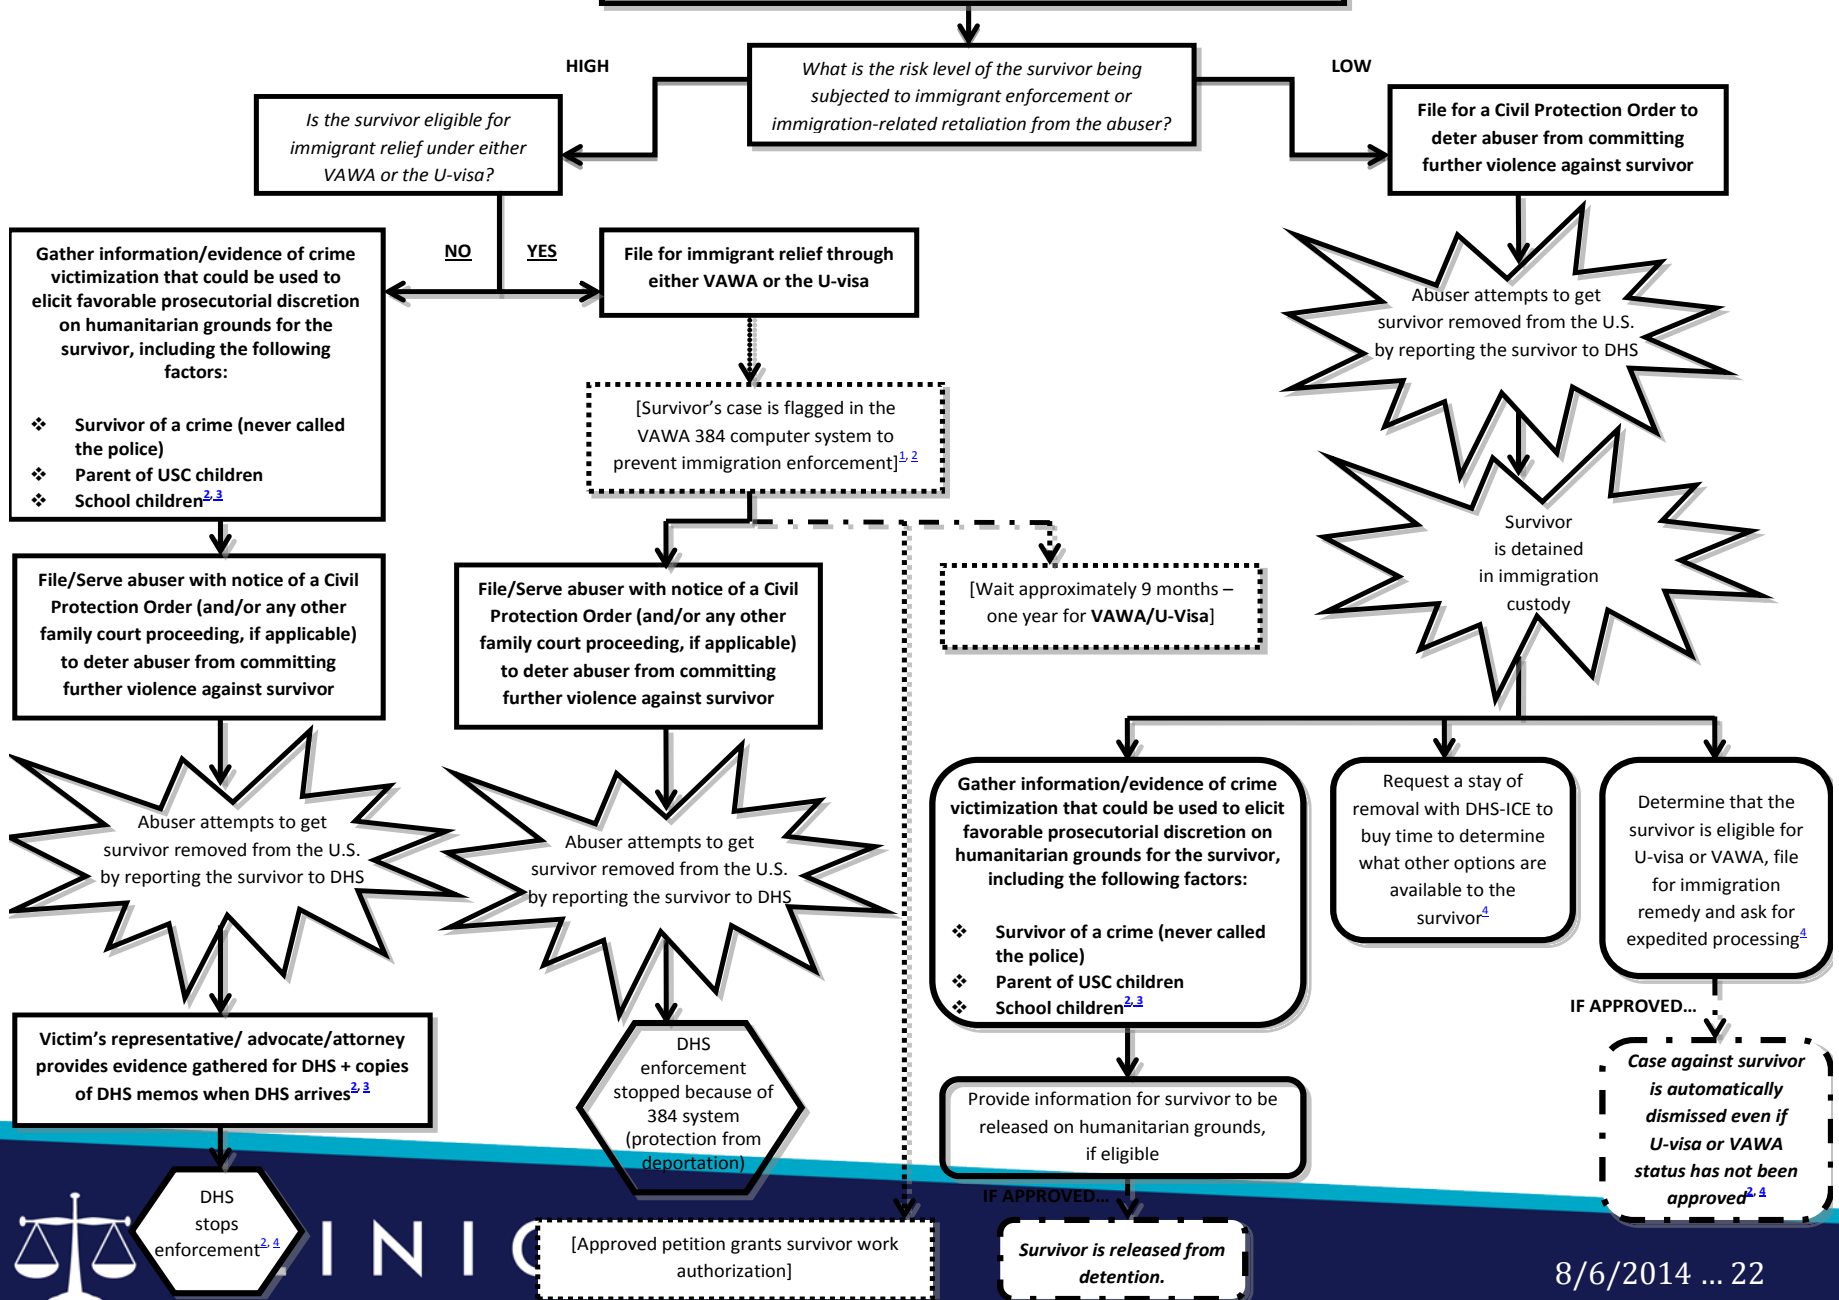 HIGH
What is the risk level of the survivor being
subjected to immigrant enforcement or
immigration-related retaliation from the abuser?
LOW
Is the survivor eligible for
immigrant relief under either
VAWA or the U-visa?
File for a Civil Protection Order to
deter abuser from committing
further violence against survivor
NO
YES
Gather information/evidence of crime
victimization that could be used to
elicit favorable prosecutorial discretion
on humanitarian grounds for the
survivor, including the following
factors:
❖ Survivor of a crime (never called
the police)
❖ Parent of USC children
❖ School children2, 3
File for immigrant relief through
either VAWA or the U-visa
Abuser attempts to get
survivor removed from the U.S.
by reporting the survivor to DHS
[Survivor’s case is flagged in the
VAWA 384 computer system to
prevent immigration enforcement]1, 2
Survivor
is detained
in immigration
custody
File/Serve abuser with notice of a Civil
Protection Order (and/or any other
family court proceeding, if applicable)
to deter abuser from committing
further violence against survivor
File/Serve abuser with notice of a Civil
Protection Order (and/or any other
family court proceeding, if applicable)
to deter abuser from committing
further violence against survivor
[Wait approximately 9 months –
one year for VAWA/U-Visa]
Abuser attempts to get
survivor removed from the U.S.
by reporting the survivor to DHS
Abuser attempts to get
survivor removed from the U.S.
by reporting the survivor to DHS
Gather information/evidence of crime
victimization that could be used to elicit
favorable prosecutorial discretion on
humanitarian grounds for the survivor,
including the following factors:
❖ Survivor of a crime (never called
the police)
❖ Parent of USC children
❖ School children2, 3
Request a stay of
removal with DHS-ICE to
buy time to determine
what other options are
available to the
survivor4
Determine that the
survivor is eligible for
U-visa or VAWA, file
for immigration
remedy and ask for
expedited processing4
IF APPROVED…
Victim’s representative/ advocate/attorney
provides evidence gathered for DHS + copies
of DHS memos when DHS arrives2, 3
DHS
enforcement
stopped because of
384 system
(protection from
deportation)
Provide information for survivor to be
released on humanitarian grounds,
if eligible
Case against survivor
is automatically
dismissed even if
U-visa or VAWA
status has not been
approved2, 4
IF APPROVED…
DHS
stops
enforcement2, 4
INIC
[Approved petition grants survivor work
authorization]
Survivor is released from
detention.
8/6/2014 … 22